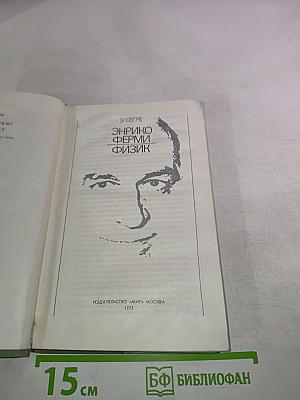 Э. СЕГРЕ
ЭНРИКО
ФЕРМИ
ФИЗИК
ИЗДАТЕЛЬСТВО «МИР» МОСКВА
1973
15 см
БФ БИБЛИОФАН